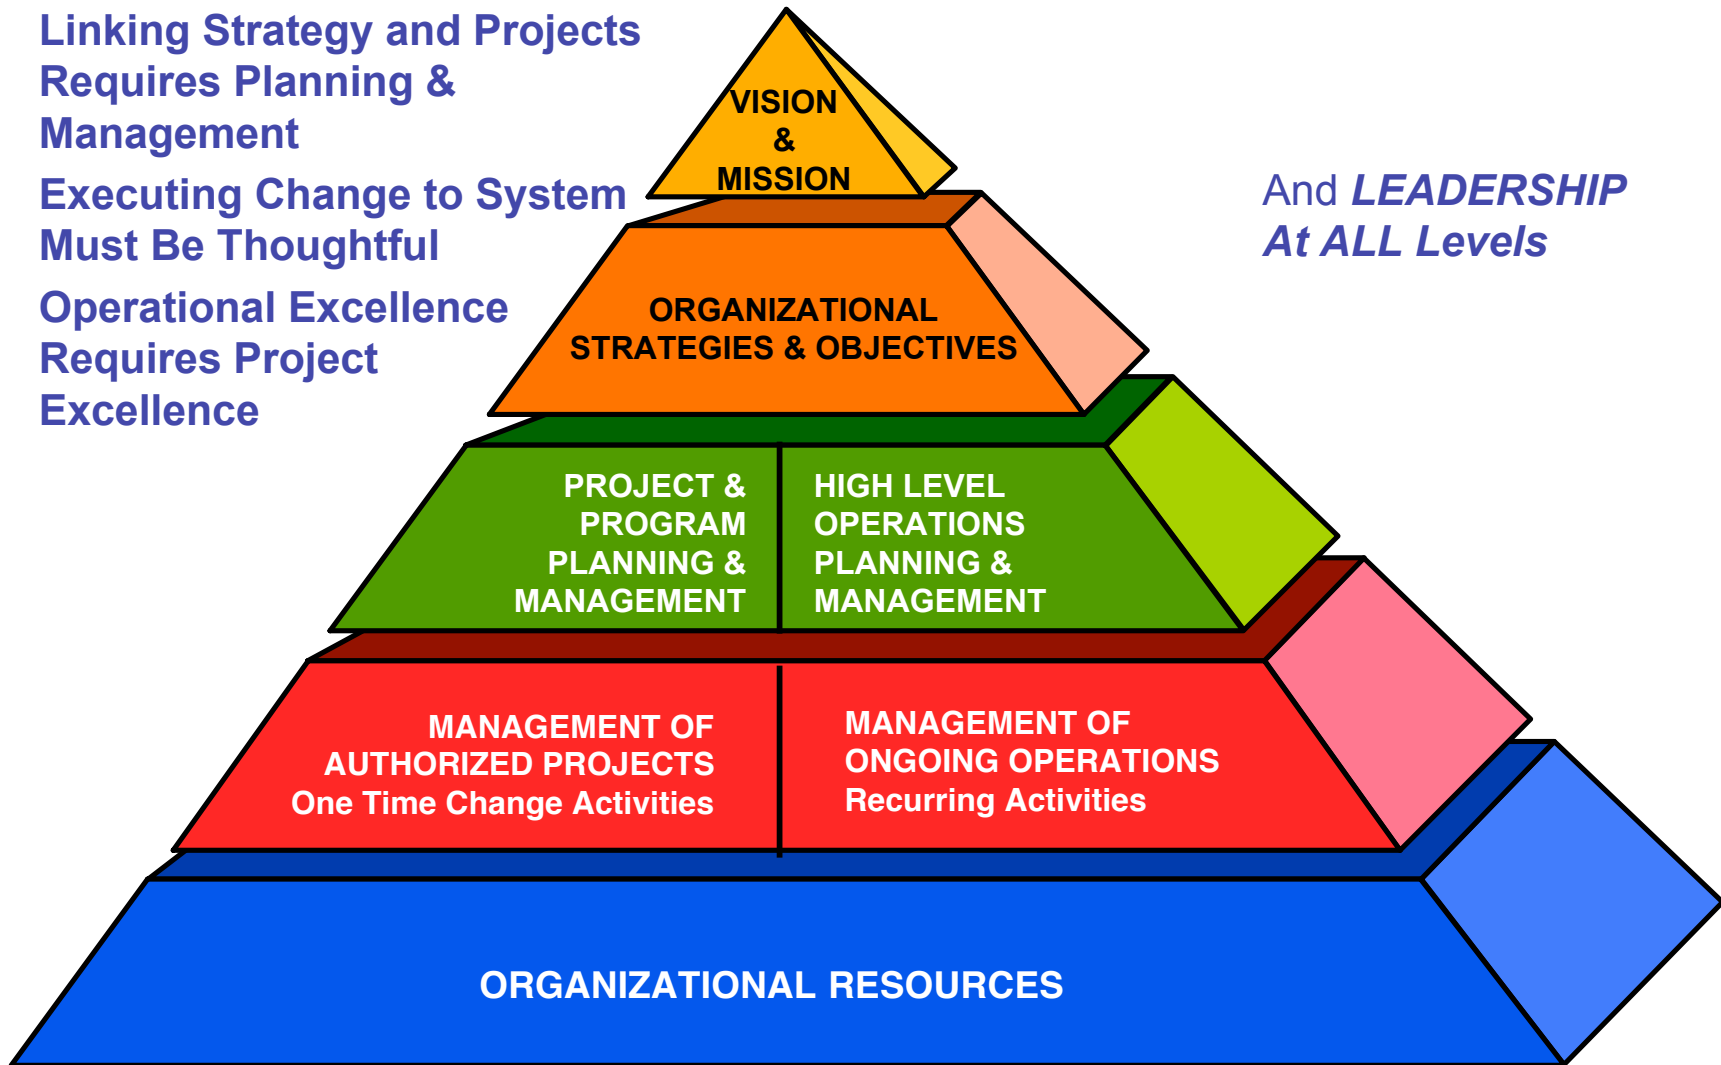 Linking Strategy and Projects
Requires Planning &
Management
Executing Change to System
Must Be Thoughtful
Operational Excellence
Requires Project
Excellence
And LEADERSHIP
At ALL Levels
VISION
&
MISSION
ORGANIZATIONAL
STRATEGIES & OBJECTIVES
PROJECT &
PROGRAM
PLANNING &
MANAGEMENT
HIGH LEVEL
OPERATIONS
PLANNING &
MANAGEMENT
MANAGEMENT OF
AUTHORIZED PROJECTS
One Time Change Activities
MANAGEMENT OF
ONGOING OPERATIONS
Recurring Activities
ORGANIZATIONAL RESOURCES